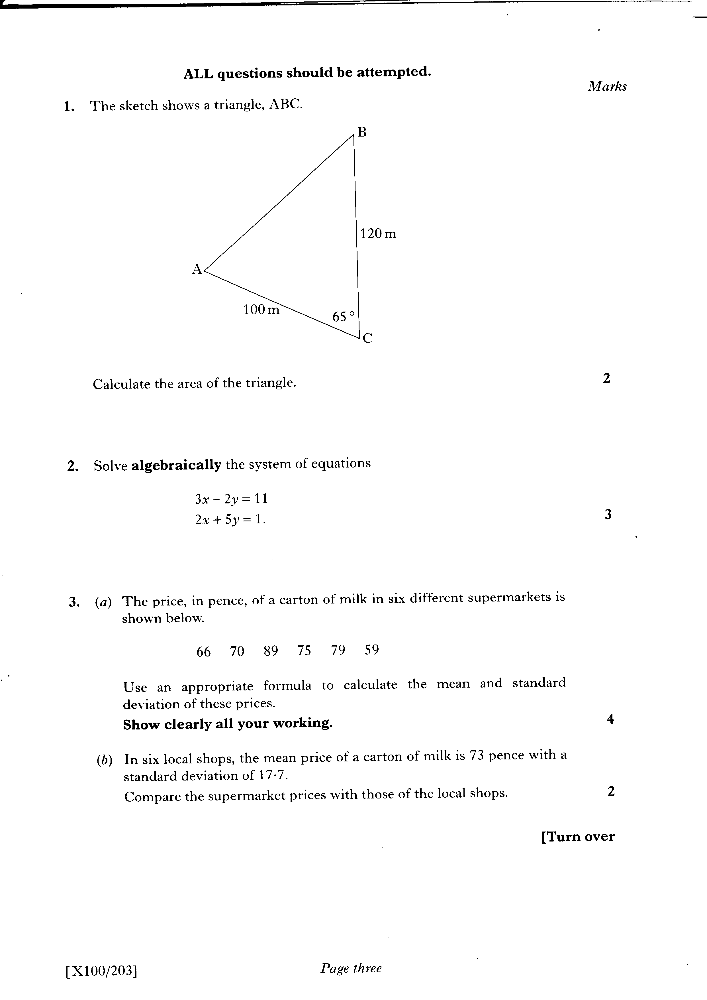 ALL questions should be attempted.
Marks
1. The sketch shows a triangle, ABC.
B
120 m
A
100 m
65°
C
Calculate the area of the triangle. 2
2. Solve algebraically the system of equations
3x – 2y = 11
2x + 5y = 1. 3
3. (a) The price, in pence, of a carton of milk in six different supermarkets is
shown below.
66 70 89 75 79 59
Use an appropriate formula to calculate the mean and standard
deviation of these prices.
Show clearly all your working. 4
(b) In six local shops, the mean price of a carton of milk is 73 pence with a
standard deviation of 17·7.
Compare the supermarket prices with those of the local shops. 2
[Turn over
[X100/203] Page three